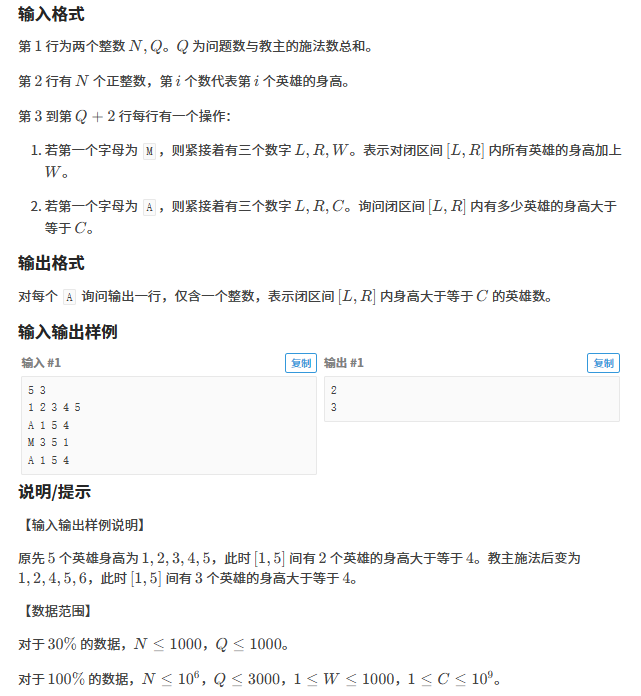 输入格式
第 1 行为两个整数 N, Q。Q 为问题数与教主的施法数总和。
第 2 行有 N 个正整数，第 i 个数代表第 i 个英雄的身高。
第 3 到第 Q + 2 行每行有一个操作：
1. 若第一个字母为 M，则紧接着有三个数字 L, R, W。表示对闭区间 [L, R] 内所有英雄的身高加上
W。
2. 若第一个字母为 A，则紧接着有三个数字 L, R, C。询问闭区间 [L, R] 内有多少英雄的身高大于
等于 C。
输出格式
对每个 A 询问输出一行，仅含一个整数，表示闭区间 [L, R] 内身高大于等于 C 的英雄数。
输入输出样例
输入 #1 复制 输出 #1 复制
5 3 2
1 2 3 4 5 3
A 1 5 4
M 3 5 1
A 1 5 4
说明/提示
【输入输出样例说明】
原先 5 个英雄身高为 1, 2, 3, 4, 5，此时 [1, 5] 间有 2 个英雄的身高大于等于 4。教主施法后变为
1, 2, 4, 5, 6，此时 [1, 5] 间有 3 个英雄的身高大于等于 4。
【数据范围】
对于 30% 的数据，N ≤ 1000，Q ≤ 1000。
对于 100% 的数据，N ≤ 10⁶，Q ≤ 3000，1 ≤ W ≤ 1000，1 ≤ C ≤ 10⁹。